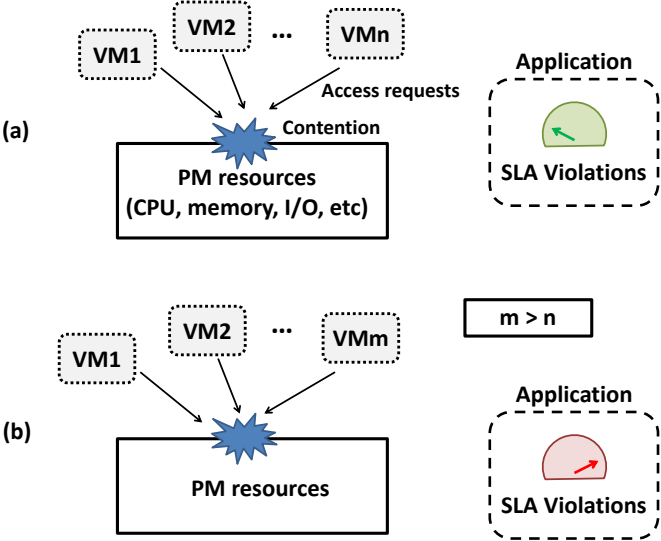 VM1
VM2
...
VMn
Access requests
Contention
(a)
PM resources
(CPU, memory, I/O, etc)
Application
SLA Violations
VM1
VM2
...
VMm
m > n
(b)
PM resources
Application
SLA Violations